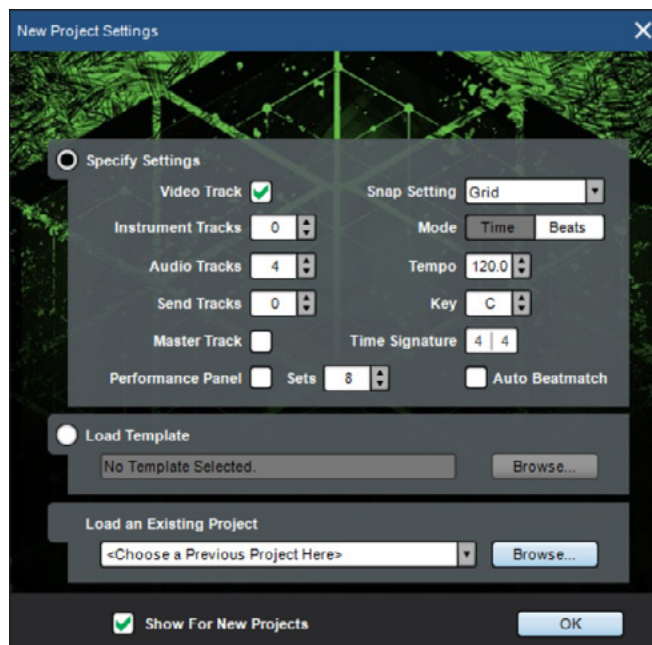 New Project Settings
Specify Settings
Video Track Snap Setting Grid
Instrument Tracks 0 Mode Time Beats
Audio Tracks 4 Tempo 120.0
Send Tracks 0 Key C
Master Track Time Signature 4 | 4
Performance Panel Sets 8 Auto Beatmatch
Load Template
No Template Selected. Browse...
Load an Existing Project
<Choose a Previous Project Here> Browse...
Show For New Projects OK